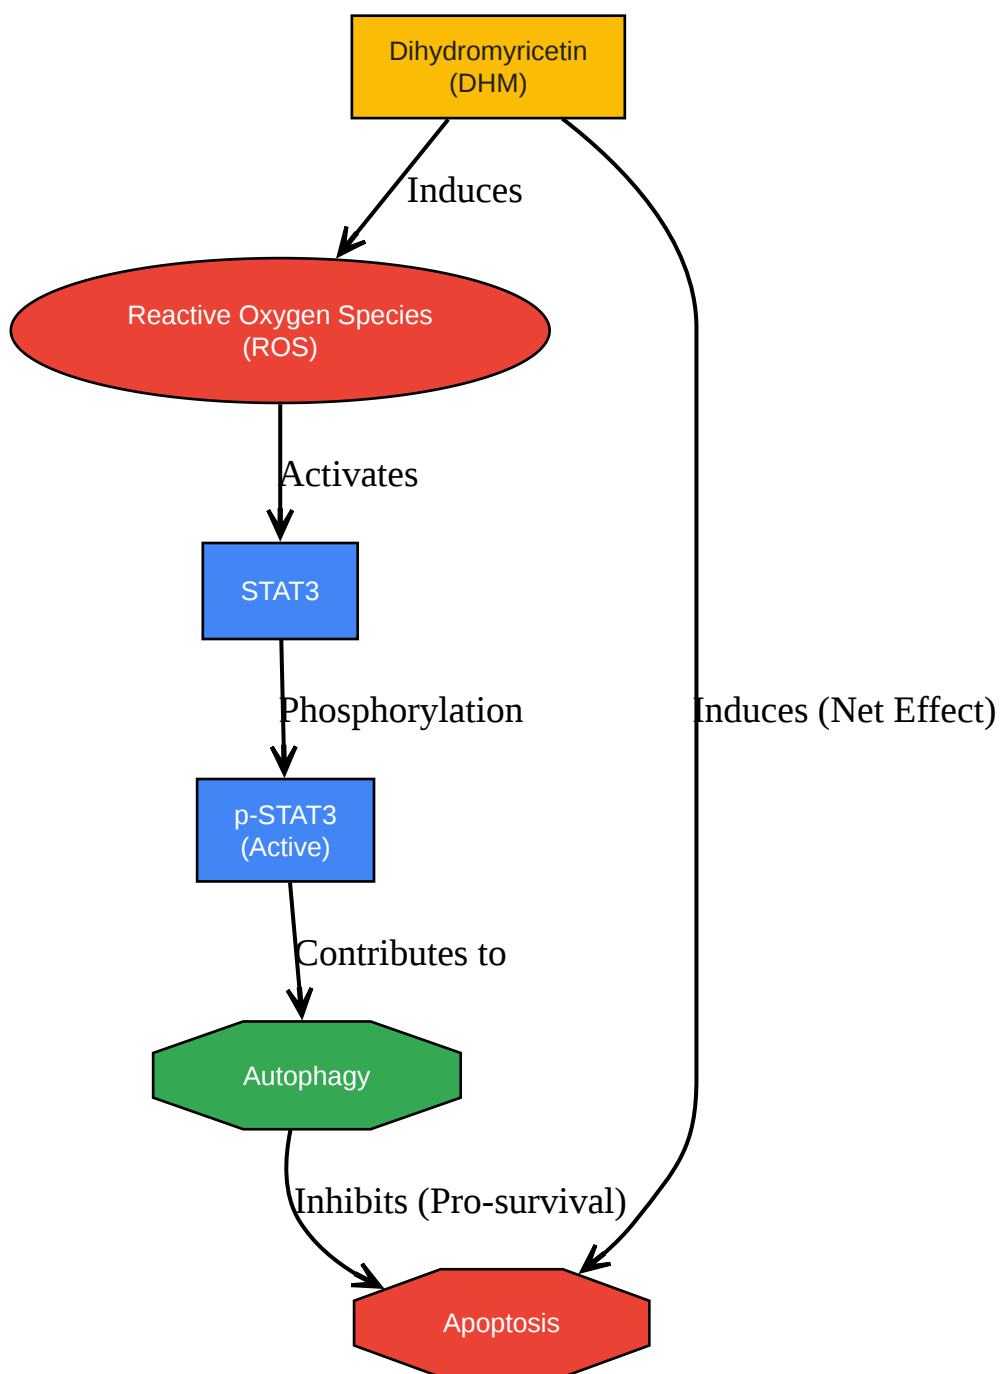 Dihydromyricetin
(DHM)
Induces
Reactive Oxygen Species
(ROS)
Activates
STAT3
Phosphorylation
Induces (Net Effect)
p-STAT3
(Active)
Contributes to
Autophagy
Inhibits (Pro-survival)
Apoptosis